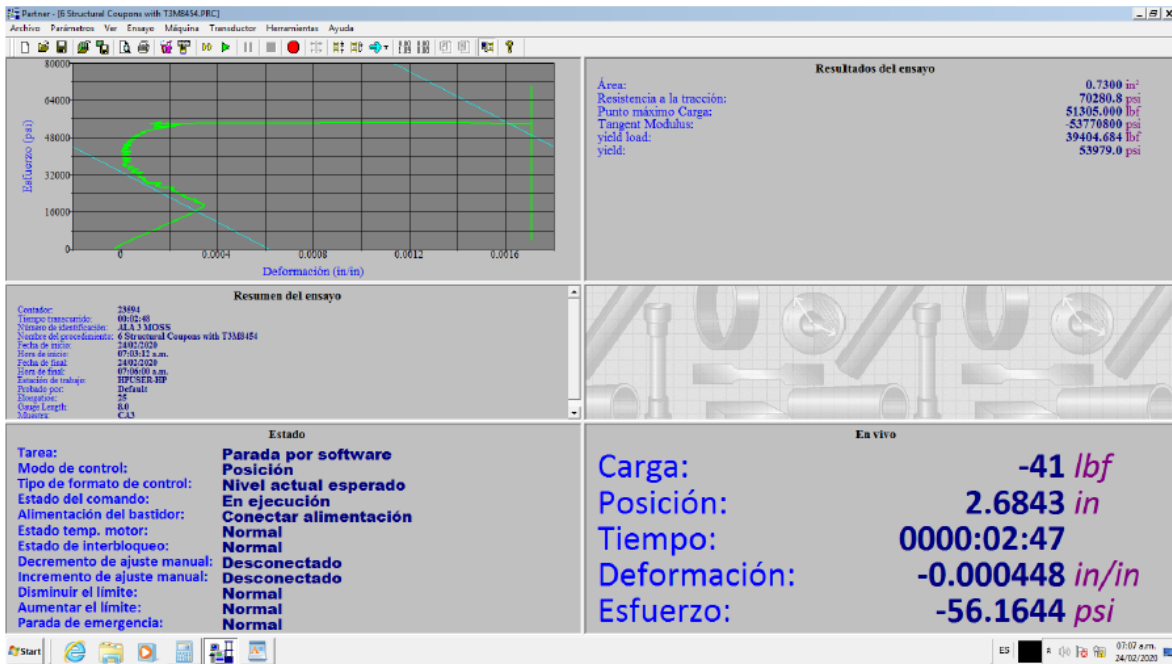 Partner - [6 Structural Coupons with T3M8454.PRC]
Archivo Parámetros Ver Ensayo Máquina Transductor Herramientas Ayuda
80000
64000
48000
32000
16000
0
Esfuerzo (psi)
0 0.0004 0.0008 0.0012 0.0016
Deformación (in/in)
Resultados del ensayo
Área: 0.7300 in²
Resistencia a la tracción: 70280.8 psi
Punto máximo Carga: 51305.000 lbf
Tangent Modulus: -53770800 psi
yield load: 39404.684 lbf
yield: 53979.0 psi
Resumen del ensayo
Contador: 23694
Tiempo transcurrido: 00:02:48
Número de identificación: ALA 3 MOSS
Nombre del procedimiento: 6 Structural Coupons with T3M8454
Fecha de inicio: 24/02/2020
Hora de inicio: 07:03:12 a.m.
Fecha de final: 24/02/2020
Hora de final: 07:06:00 a.m.
Estación de trabajo: HPUSER-HP
Probado por: Default
Elongation: 25
Gauge Length: 8.0
Muestra: CA3
Estado
Tarea: Parada por software
Modo de control: Posición
Tipo de formato de control: Nivel actual esperado
Estado del comando: En ejecución
Alimentación del bastidor: Conectar alimentación
Estado temp. motor: Normal
Estado de interbloqueo: Normal
Decremento de ajuste manual: Desconectado
Incremento de ajuste manual: Desconectado
Disminuir el límite: Normal
Aumentar el límite: Normal
Parada de emergencia: Normal
En vivo
Carga: -41 lbf
Posición: 2.6843 in
Tiempo: 0000:02:47
Deformación: -0.000448 in/in
Esfuerzo: -56.1644 psi
Start
ES
07:07 a.m.
24/02/2020